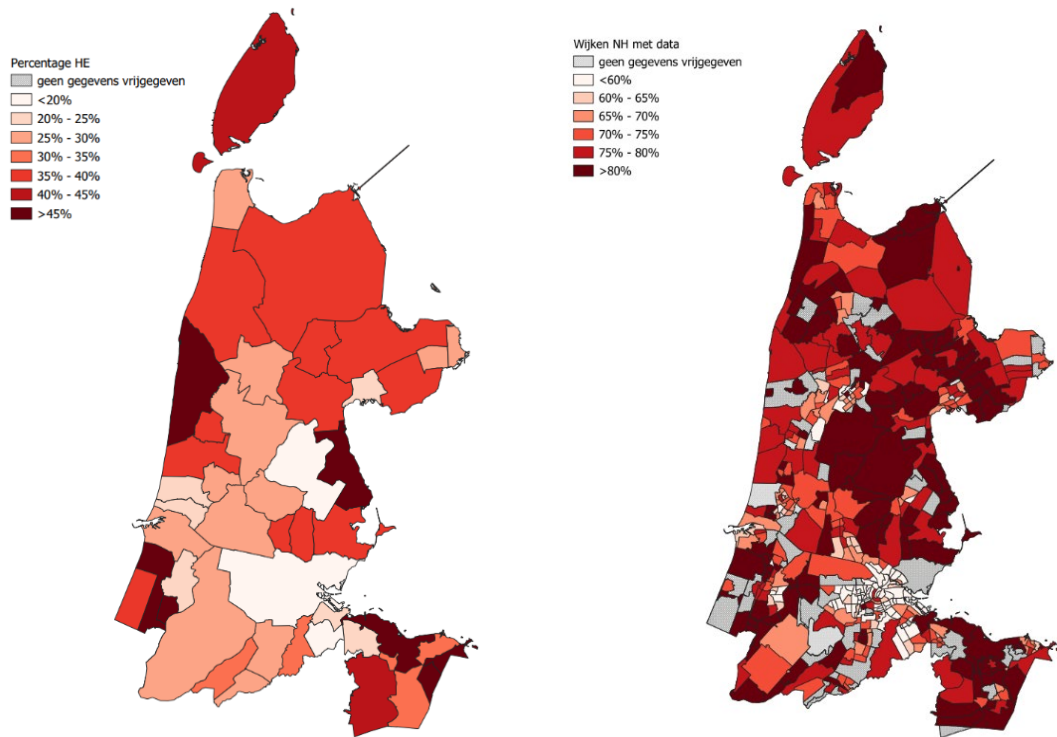 Percentage HE
geen gegevens vrijgegeven
<20%
20% - 25%
25% - 30%
30% - 35%
35% - 40%
40% - 45%
>45%
Wijken NH met data
geen gegevens vrijgegeven
<60%
60% - 65%
65% - 70%
70% - 75%
75% - 80%
>80%